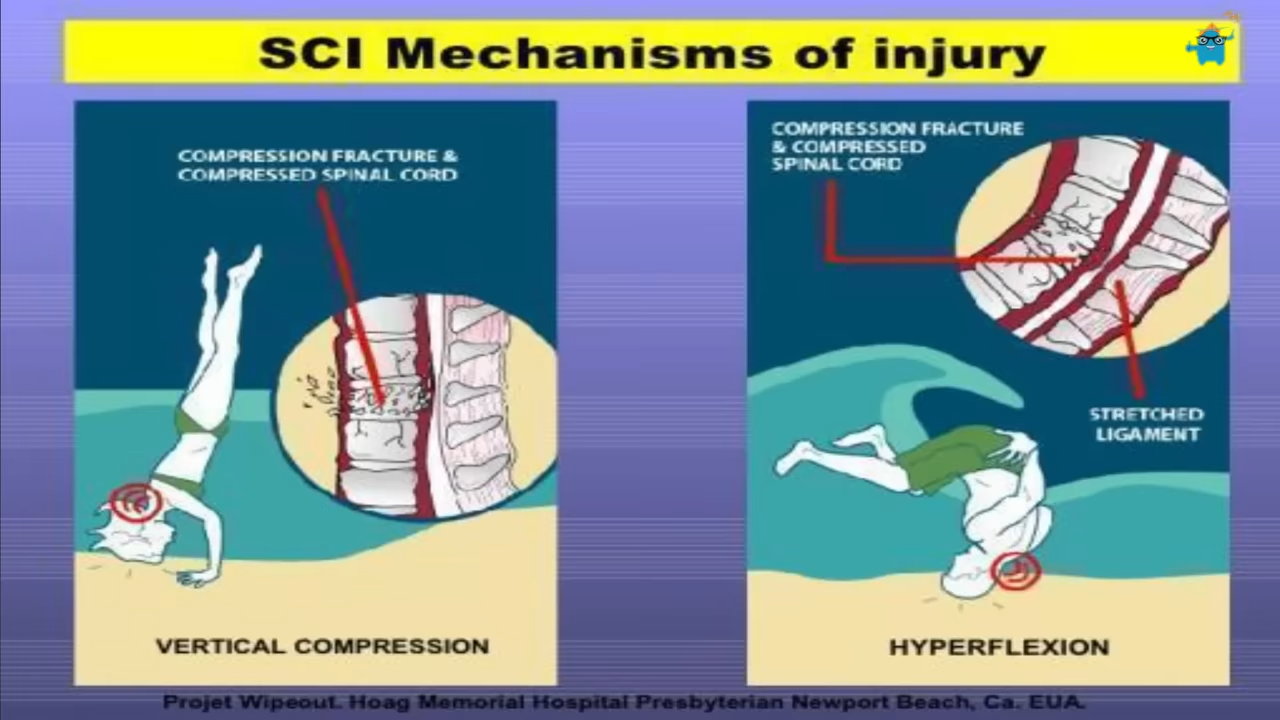 SCI Mechanisms of injury
COMPRESSION FRACTURE &
COMPRESSED SPINAL CORD
VERTICAL COMPRESSION
COMPRESSION FRACTURE
& COMPRESSED
SPINAL CORD
STRETCHED
LIGAMENT
HYPERFLEXION
Projet Wipeout. Hoag Memorial Hospital Presbyterian Newport Beach, Ca. EUA.